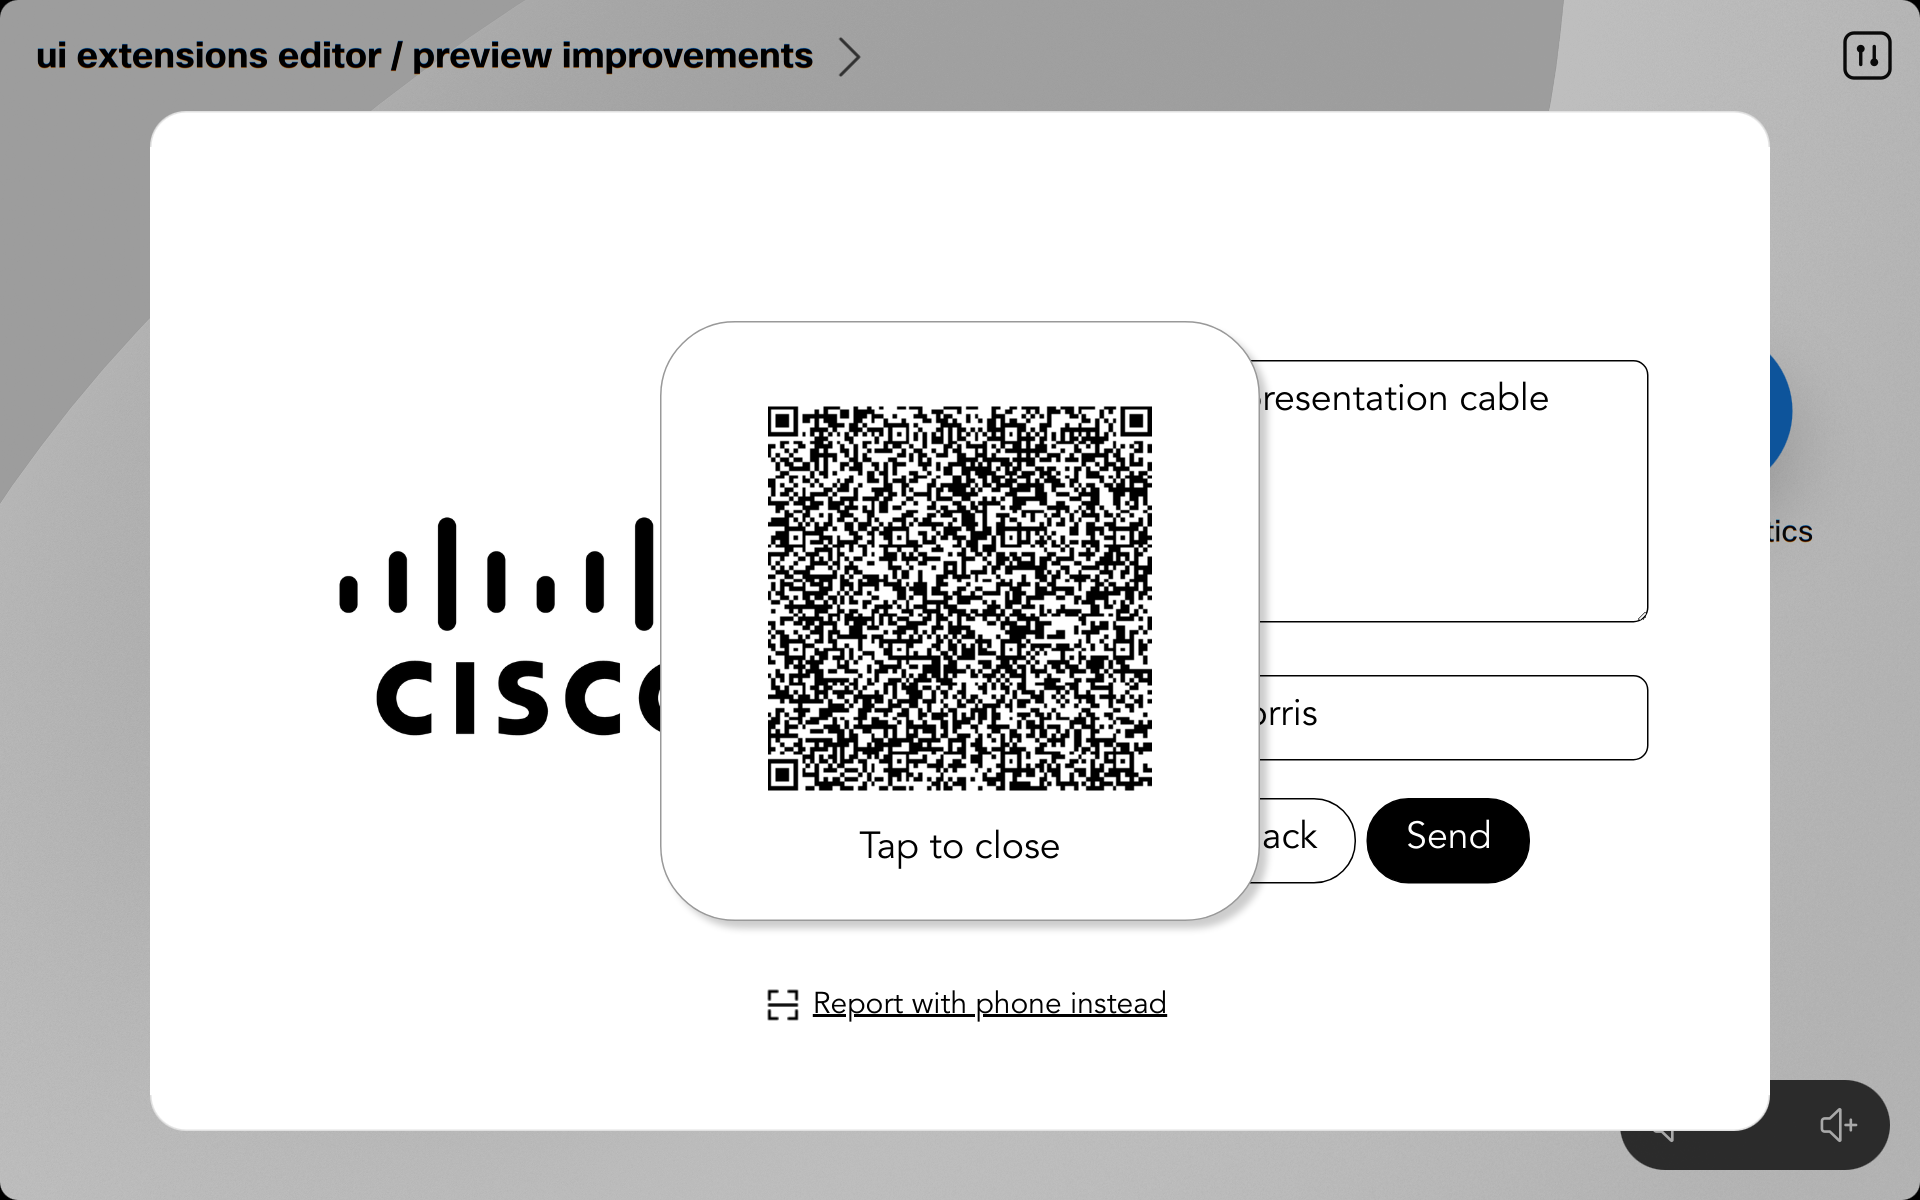 ui extensions editor / preview improvements
resentation cable
tics
CISC
orris
ack
Send
Tap to close
Report with phone instead